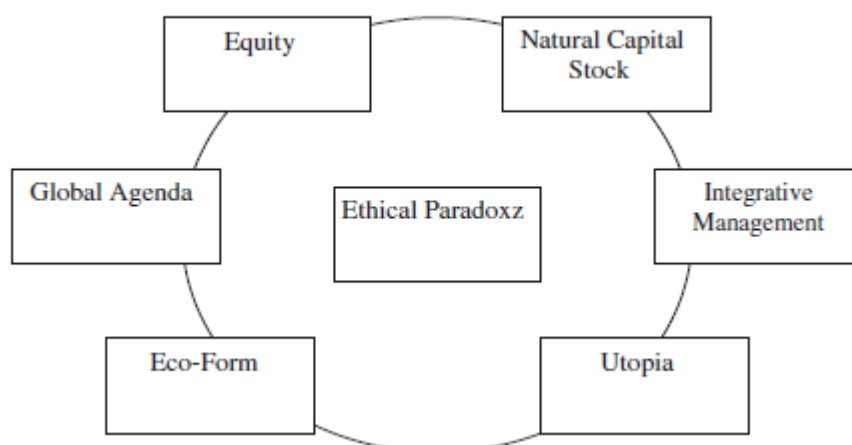 Equity
Natural Capital
Stock
Global Agenda
Ethical Paradoxz
Integrative
Management
Eco-Form
Utopia